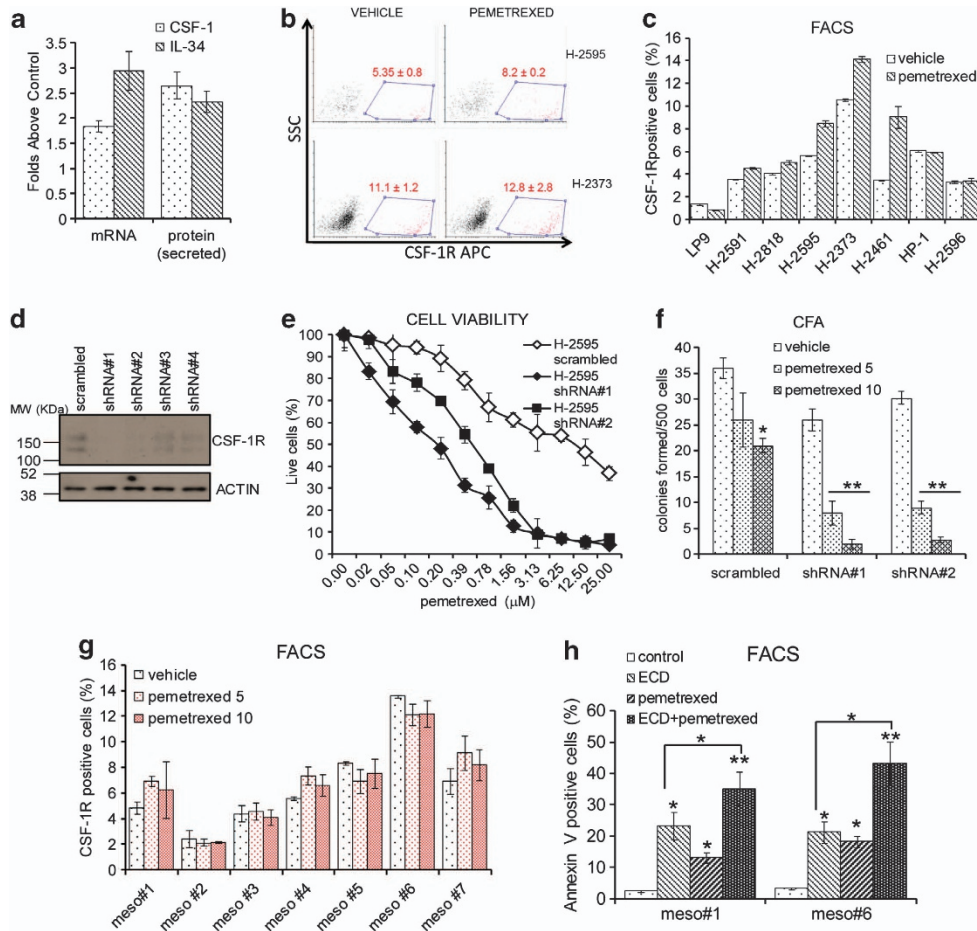 a
CSF-1
IL-34
Folds Above Control
3.5
3
2.5
2
1.5
1
0.5
0
mRNA
protein
(secreted)
b
VEHICLE
PEMETREXED
5.35 ± 0.8
8.2 ± 0.2
H-2595
11.1 ± 1.2
12.8 ± 2.8
H-2373
SSC
CSF-1R APC
c
FACS
vehicle
pemetrexed
CSF-1Rpositive cells (%)
16
14
12
10
8
6
4
2
0
LP9
H-2591
H-2818
H-2595
H-2373
H-2461
HP-1
H-2596
d
scrambled
shRNA#1
shRNA#2
shRNA#3
shRNA#4
MW (KDa)
150
100
CSF-1R
52
38
ACTIN
e
CELL VIABILITY
H-2595
scrambled
H-2595
shRNA#1
H-2595
shRNA#2
Live cells (%)
100
90
80
70
60
50
40
30
20
10
0
0.00
0.02
0.05
0.10
0.20
0.39
0.78
1.56
3.13
6.25
12.50
25.00
pemetrexed (µM)
f
CFA
vehicle
pemetrexed 5
pemetrexed 10
colonies formed/500 cells
40
35
30
25
20
15
10
5
0
*
**
**
scrambled
shRNA#1
shRNA#2
g
FACS
vehicle
pemetrexed 5
pemetrexed 10
CSF-1R positive cells (%)
16
14
12
10
8
6
4
2
0
meso#1
meso #2
meso #3
meso #4
meso #5
meso #6
meso #7
h
FACS
control
ECD
pemetrexed
ECD+pemetrexed
Annexin V positive cells (%)
60
50
40
30
20
10
0
*
*
*
**
*
*
*
**
meso#1
meso#6